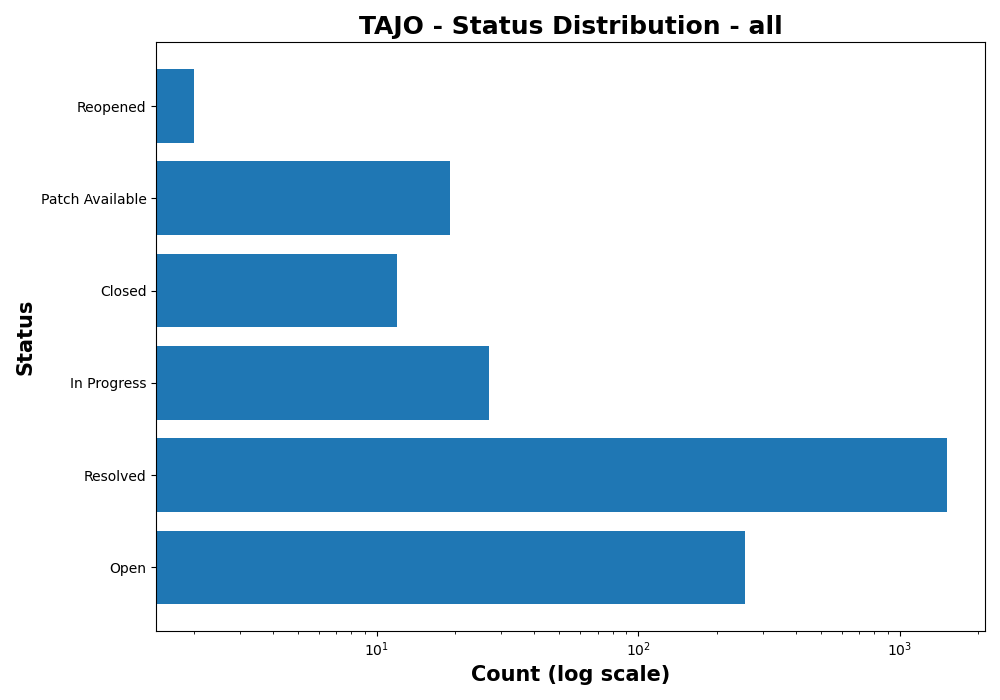 TAJO - Status Distribution - all
Reopened
Patch Available
Closed
In Progress
Resolved
Open
Status
10¹
10²
10³
Count (log scale)